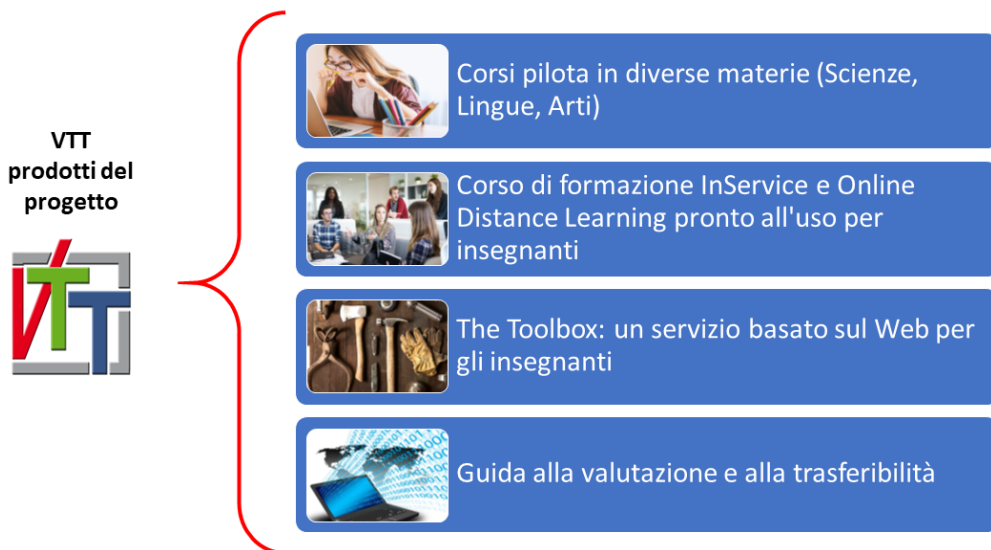 VTT
prodotti del
progetto
VTT
Corsi pilota in diverse materie (Scienze,
Lingue, Arti)
Corso di formazione InService e Online
Distance Learning pronto all'uso per
insegnanti
The Toolbox: un servizio basato sul Web per
gli insegnanti
Guida alla valutazione e alla trasferibilità